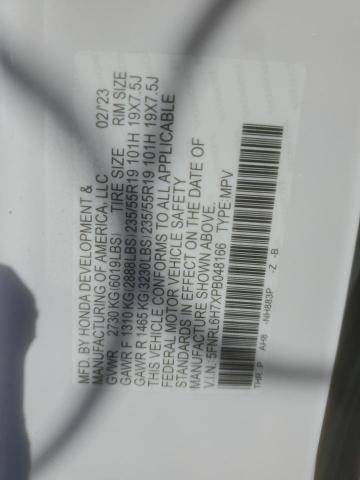 MFD. BY HONDA DEVELOPMENT &
MANUFACTURING OF AMERICA, LLC 02/'23
GVWR 2730 KG(6019LBS) TIRE SIZE RIM SIZE
GAWR F 1310 KG(2888LBS)235/55R19 101H 19X7.5J
GAWR R 1465 KG(3230LBS)235/55R19 101H 19X7.5J
THIS VEHICLE CONFORMS TO ALL APPLICABLE
FEDERAL MOTOR VEHICLE SAFETY
STANDARDS IN EFFECT ON THE DATE OF
MANUFACTURE SHOWN ABOVE.
V.I.N. 5FNRL6H7XPB048166 TYPE:MPV
THR_P AH8 -NH883P -Z -B